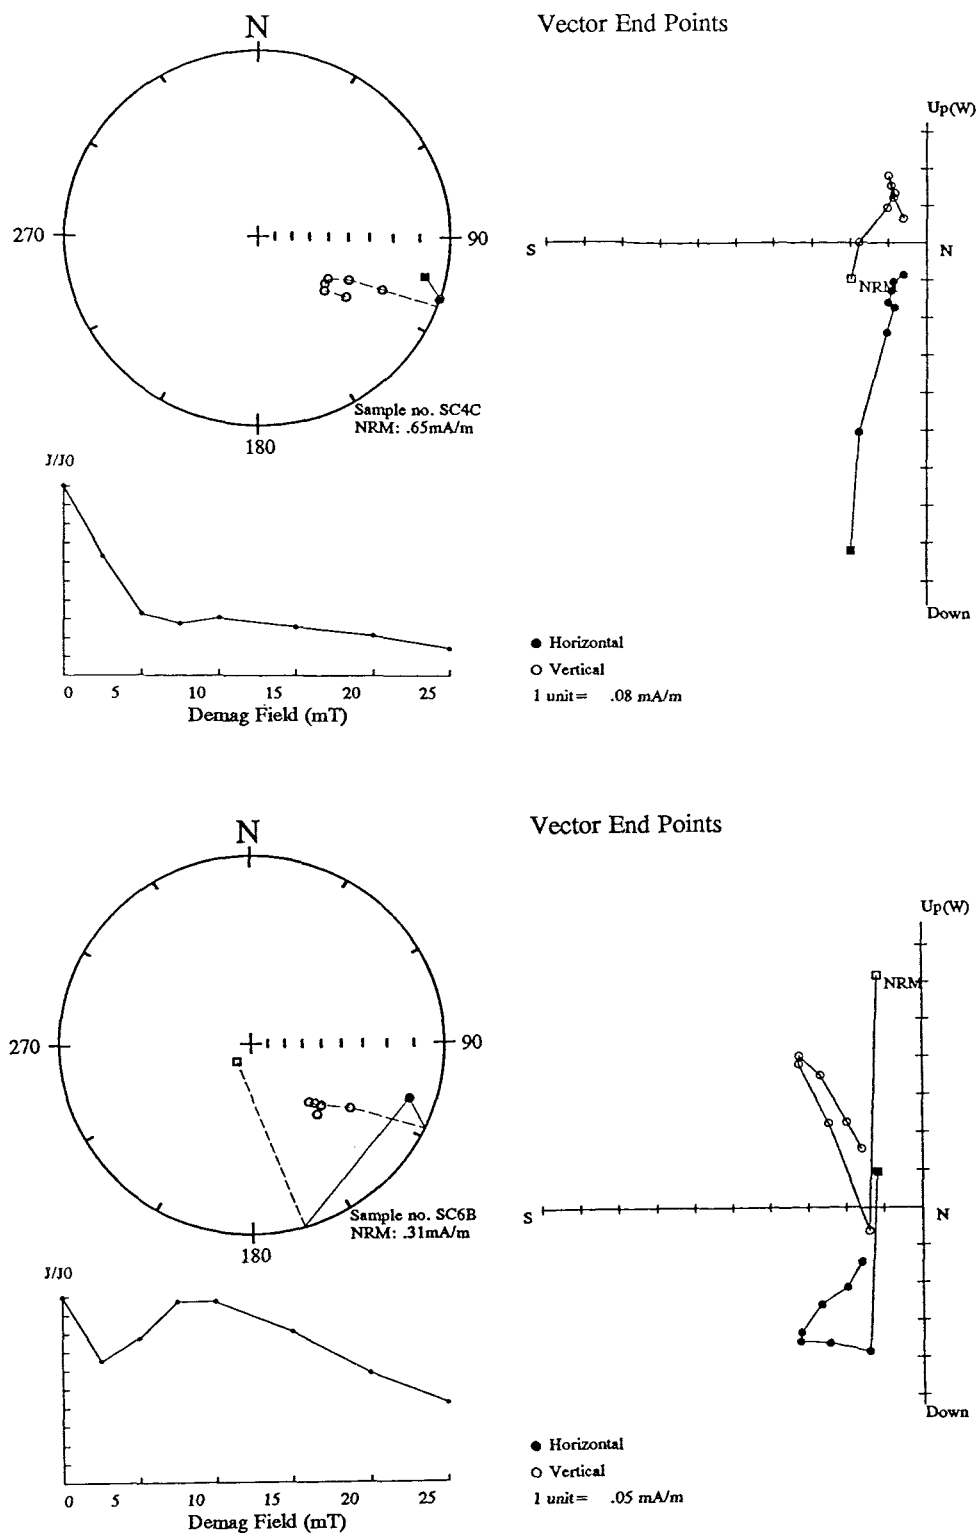 Vector End Points
N
Up(W)
270
90
S
N
NRM
Sample no. SC4C
NRM: .65mA/m
180
J/J0
Down
● Horizontal
○ Vertical
1 unit= .08 mA/m
0 5 10 15 20 25
Demag Field (mT)
Vector End Points
N
Up(W)
NRM
270
90
S
N
Sample no. SC6B
NRM: .31mA/m
180
J/J0
Down
● Horizontal
○ Vertical
1 unit= .05 mA/m
0 5 10 15 20 25
Demag Field (mT)